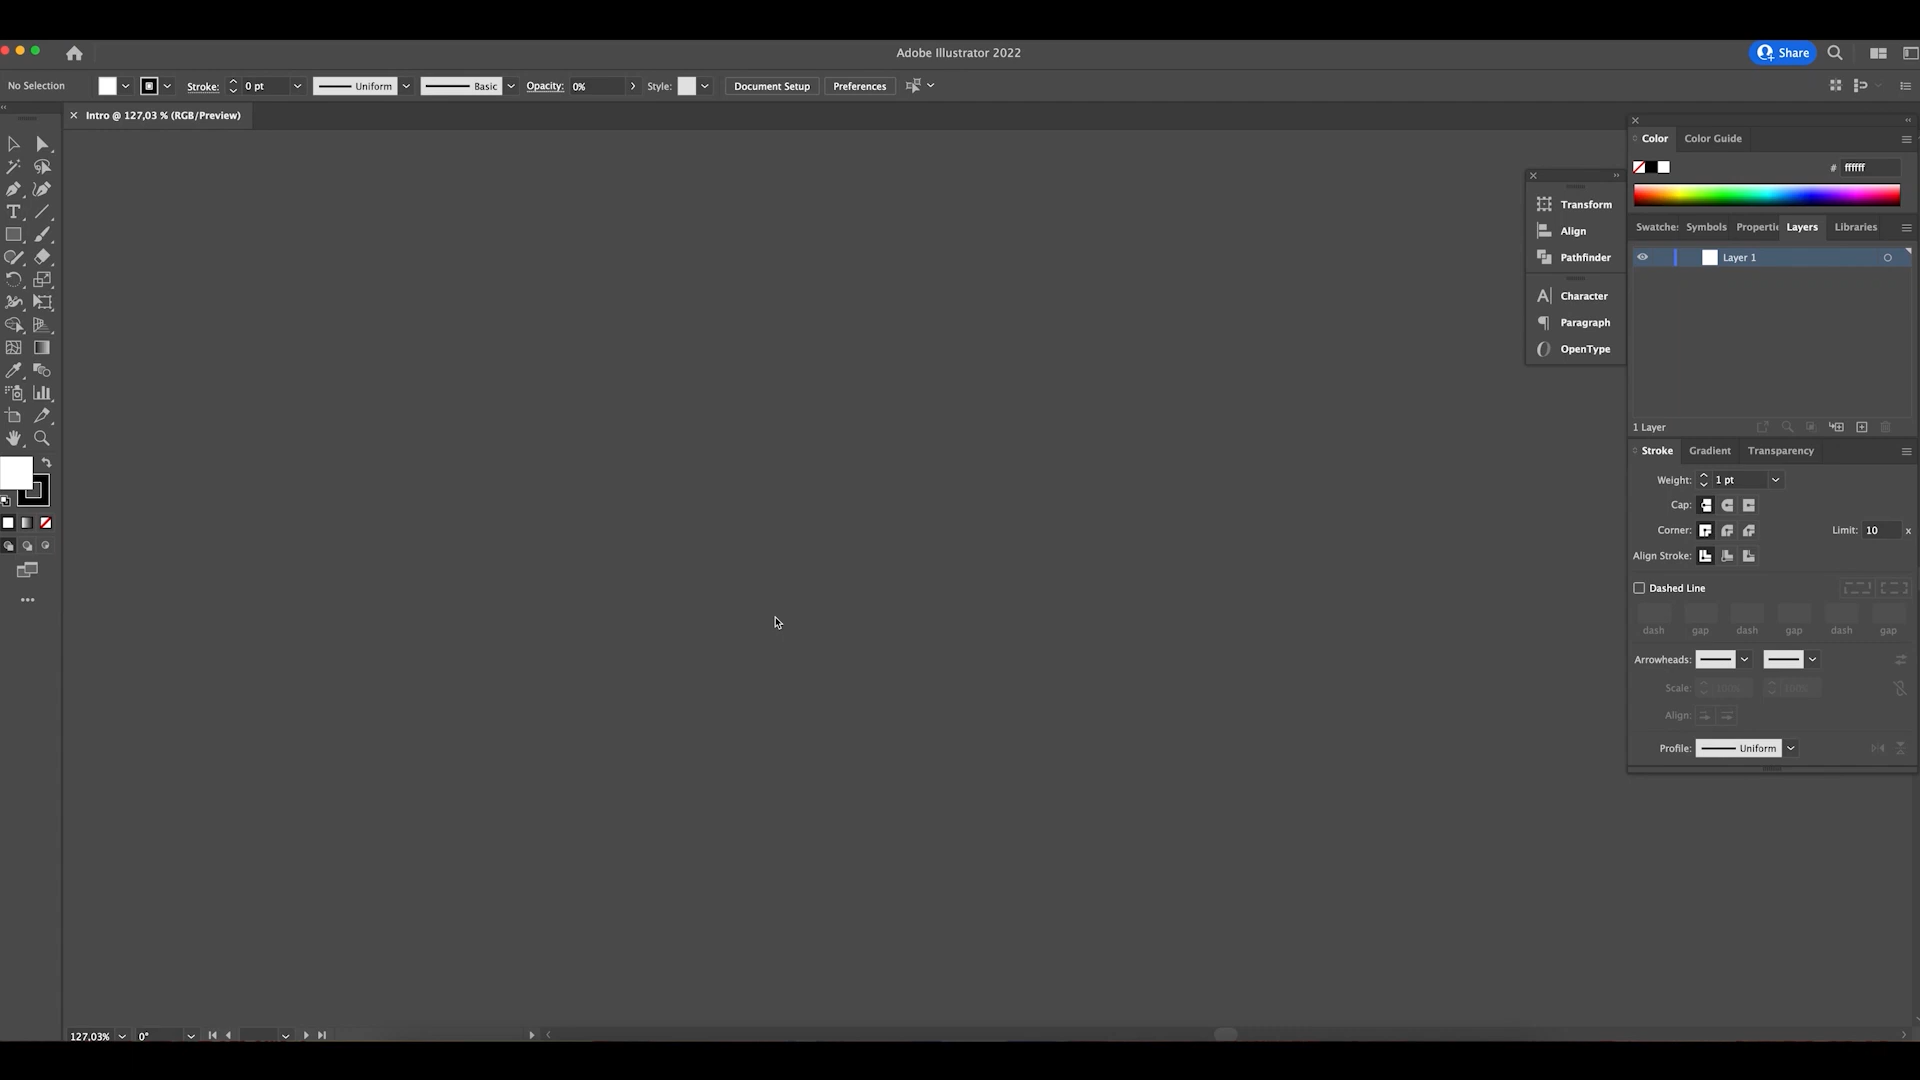 Adobe Illustrator 2022
Share
No Selection
Stroke:
0 pt
Uniform
Basic
Opacity:
0%
Style:
Document Setup
Preferences
Intro @ 127,03 % (RGB/Preview)
Color
Color Guide
# ffffff
Transform
Align
Pathfinder
Character
Paragraph
OpenType
Swatche:
Symbols
Properti
Layers
Libraries
Layer 1
1 Layer
Stroke
Gradient
Transparency
Weight:
1 pt
Cap:
Corner:
Limit: 10 x
Align Stroke:
Dashed Line
dash gap dash gap dash gap
Arrowheads:
Scale:
Align:
Profile:
Uniform
127,03%
0°